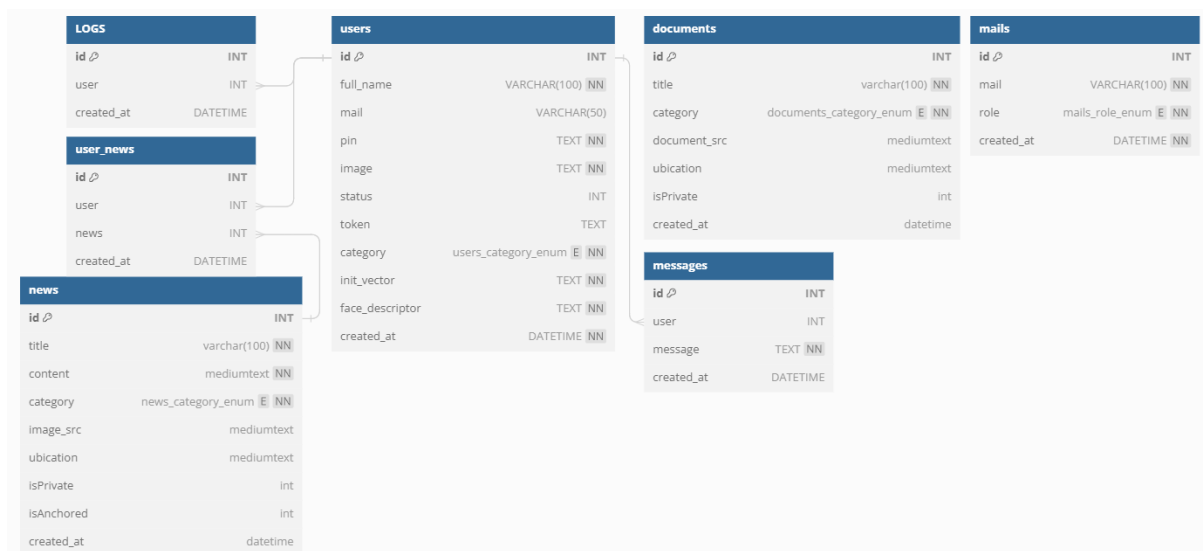 LOGS
id INT
user INT
created_at DATETIME
user_news
id INT
user INT
news INT
created_at DATETIME
news
id INT
title varchar(100) NN
content mediumtext NN
category news_category_enum E NN
image_src mediumtext
ubication mediumtext
isPrivate int
isAnchored int
created_at datetime
users
id INT
full_name VARCHAR(100) NN
mail VARCHAR(50)
pin TEXT NN
image TEXT NN
status INT
token TEXT
category users_category_enum E NN
init_vector TEXT NN
face_descriptor TEXT NN
created_at DATETIME NN
documents
id INT
title varchar(100) NN
category documents_category_enum E NN
document_src mediumtext
ubication mediumtext
isPrivate int
created_at datetime
messages
id INT
user INT
message TEXT NN
created_at DATETIME
mails
id INT
mail VARCHAR(100) NN
role mails_role_enum E NN
created_at DATETIME NN